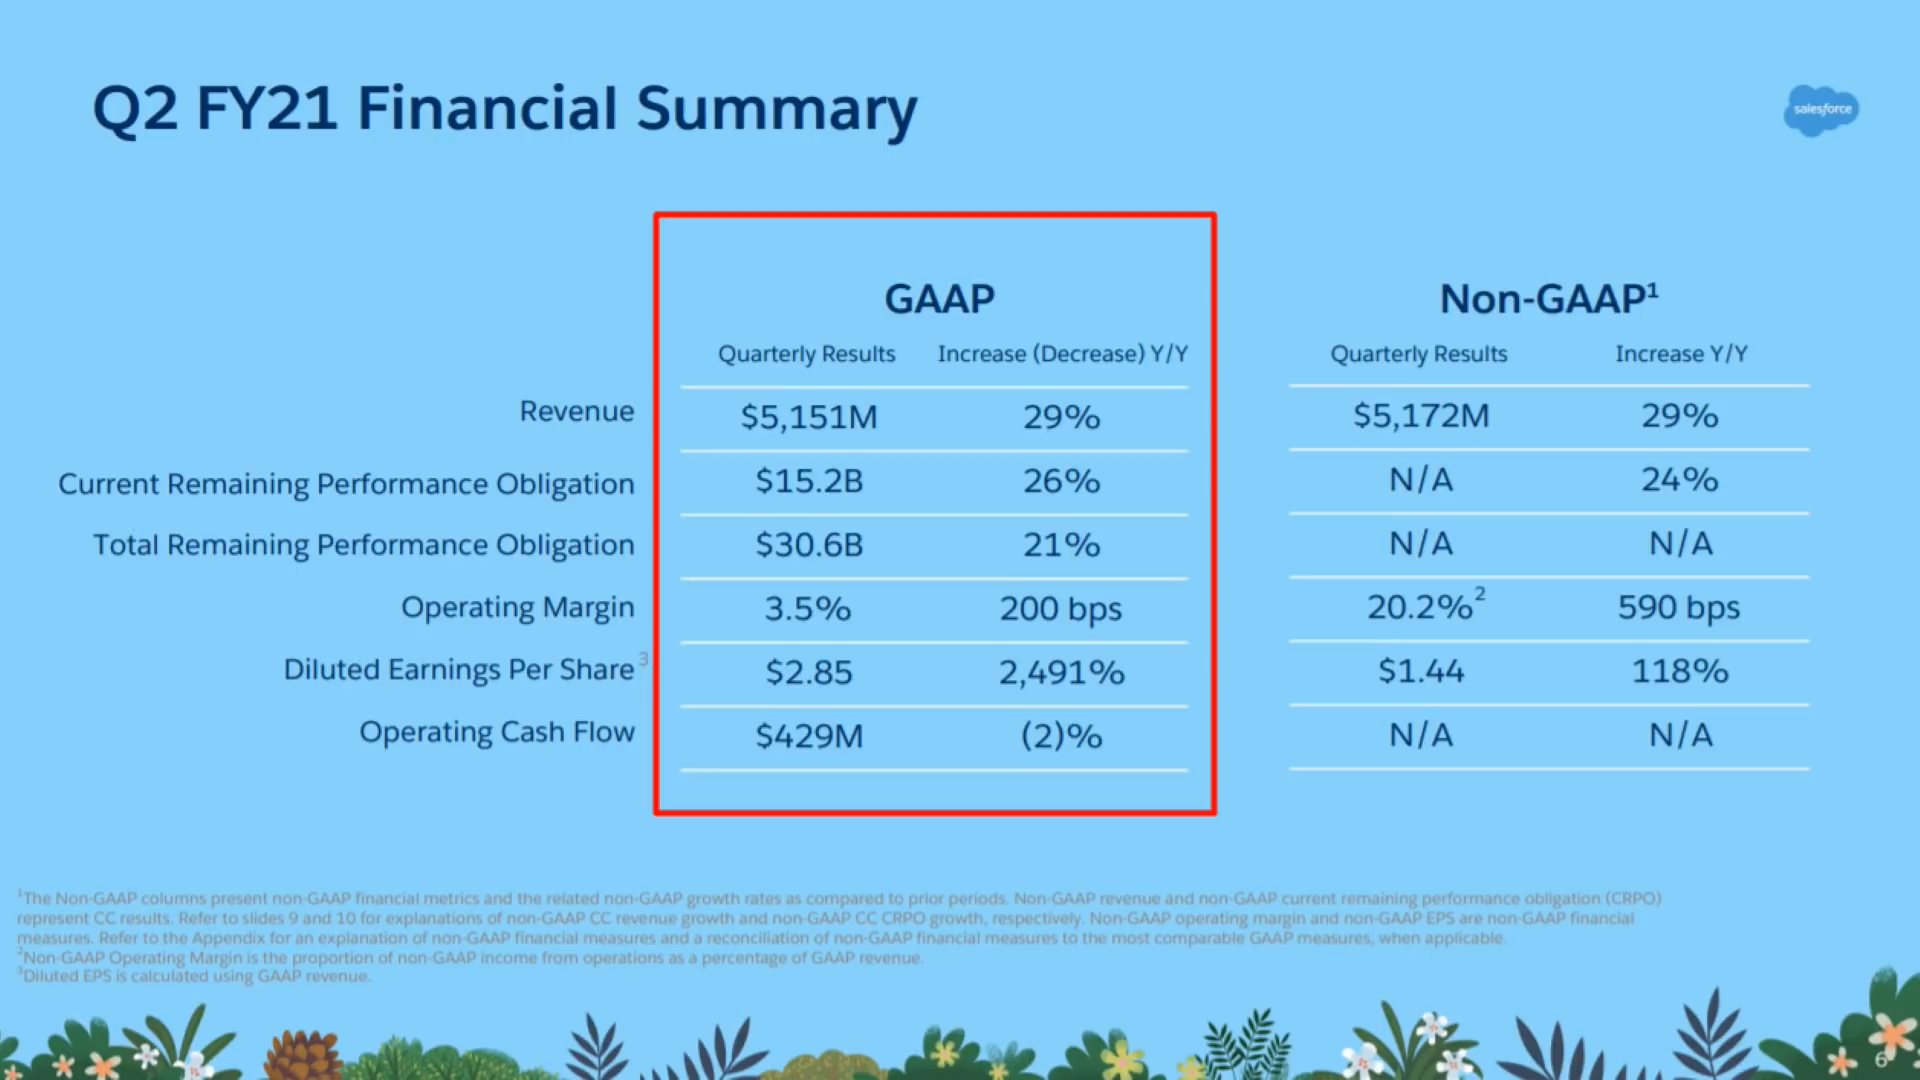 Q2 FY21 Financial Summary
salesforce
GAAP
Non-GAAP¹
Quarterly Results Increase (Decrease) Y/Y
Quarterly Results Increase Y/Y
Revenue $5,151M 29% $5,172M 29%
Current Remaining Performance Obligation $15.2B 26% N/A 24%
Total Remaining Performance Obligation $30.6B 21% N/A N/A
Operating Margin 3.5% 200 bps 20.2%² 590 bps
Diluted Earnings Per Share³ $2.85 2,491% $1.44 118%
Operating Cash Flow $429M (2)% N/A N/A
¹The Non-GAAP columns present non-GAAP financial metrics and the related non-GAAP growth rates as compared to prior periods. Non-GAAP revenue and non-GAAP current remaining performance obligation (CRPO)
represent CC results. Refer to slides 9 and 10 for explanations of non-GAAP CC revenue growth and non-GAAP CC CRPO growth, respectively. Non-GAAP operating margin and non-GAAP EPS are non-GAAP financial
measures. Refer to the Appendix for an explanation of non-GAAP financial measures and a reconciliation of non-GAAP financial measures to the most comparable GAAP measures, when applicable.
²Non-GAAP Operating Margin is the proportion of non-GAAP income from operations as a percentage of GAAP revenue.
³Diluted EPS is calculated using GAAP revenue.
6